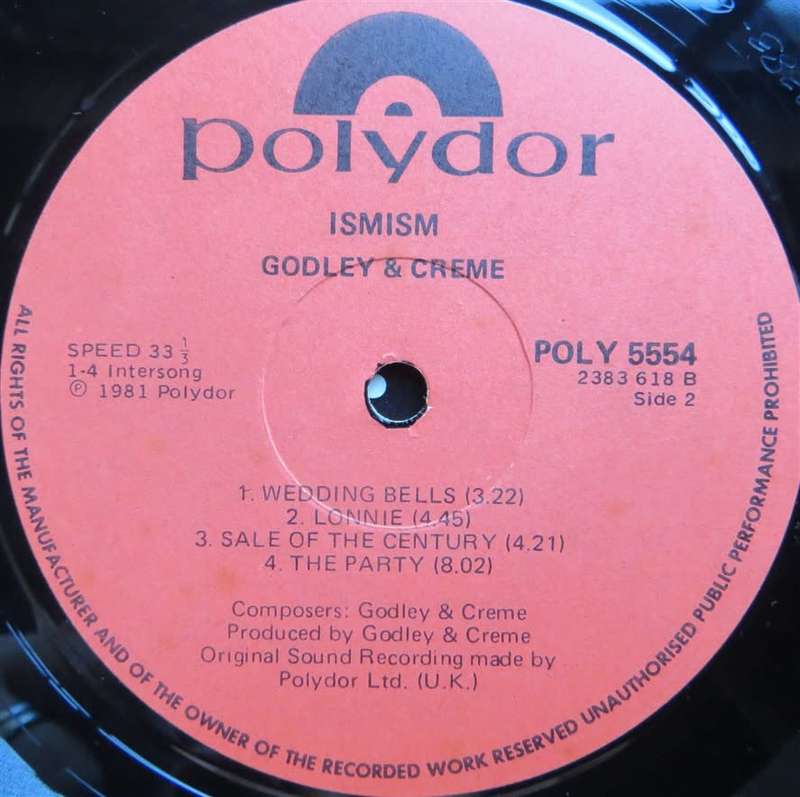 polydor
ISMISM
GODLEY & CREME
SPEED 33 1/3
1-4 Intersong
℗ 1981 Polydor
POLY 5554
2383 618 B
Side 2
1. WEDDING BELLS (3.22)
2. LONNIE (4.45)
3. SALE OF THE CENTURY (4.21)
4. THE PARTY (8.02)
Composers: Godley & Creme
Produced by Godley & Creme
Original Sound Recording made by
Polydor Ltd. (U.K.)
ALL RIGHTS OF THE MANUFACTURER AND OF THE OWNER OF THE RECORDED WORK RESERVED UNAUTHORISED PUBLIC PERFORMANCE PROHIBITED